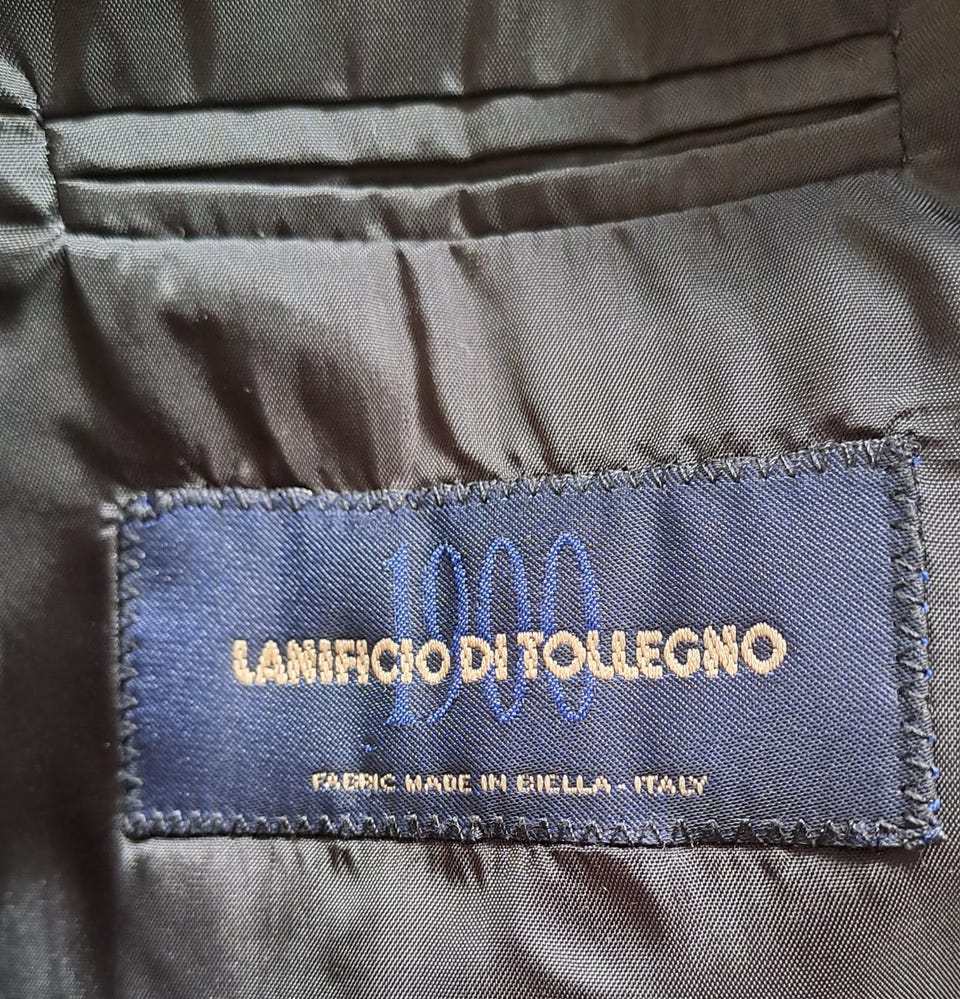 1900
LANIFICIO DI TOLLEGNO
FABRIC MADE IN BIELLA - ITALY